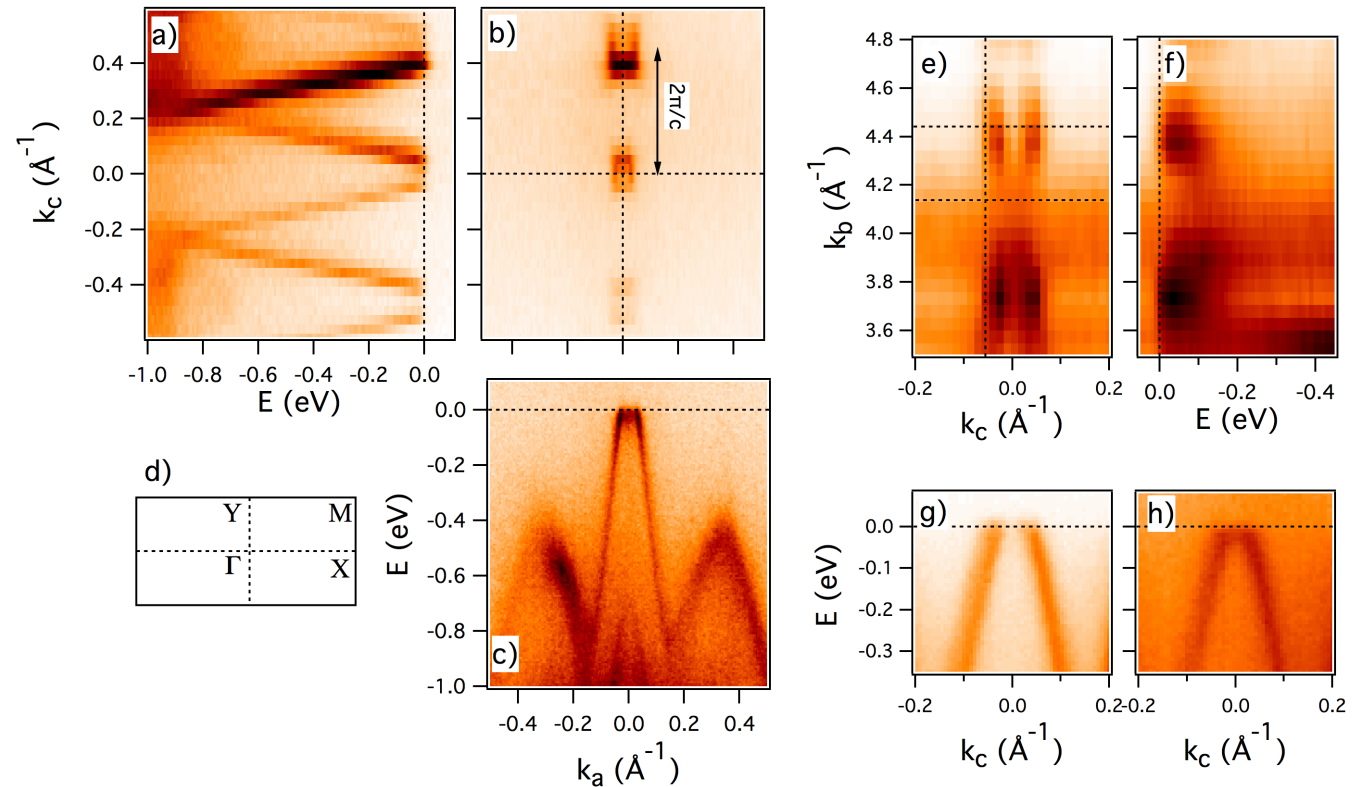 a)
0.4
0.2
0.0
-0.2
-0.4
k_c (Å⁻¹)
-1.0 -0.8 -0.6 -0.4 -0.2 0.0
E (eV)
b)
2π/c
c)
0.0
-0.2
-0.4
-0.6
-0.8
-1.0
E (eV)
-0.4 -0.2 0.0 0.2 0.4
k_a (Å⁻¹)
d)
Y M
Γ X
e)
4.8
4.6
4.4
4.2
4.0
3.8
3.6
k_b (Å⁻¹)
-0.2 0.0 0.2
k_c (Å⁻¹)
f)
0.0 -0.2 -0.4
E (eV)
g)
0.0
-0.1
-0.2
-0.3
E (eV)
-0.2 0.0 0.2
k_c (Å⁻¹)
h)
-0.2 0.0 0.2
k_c (Å⁻¹)